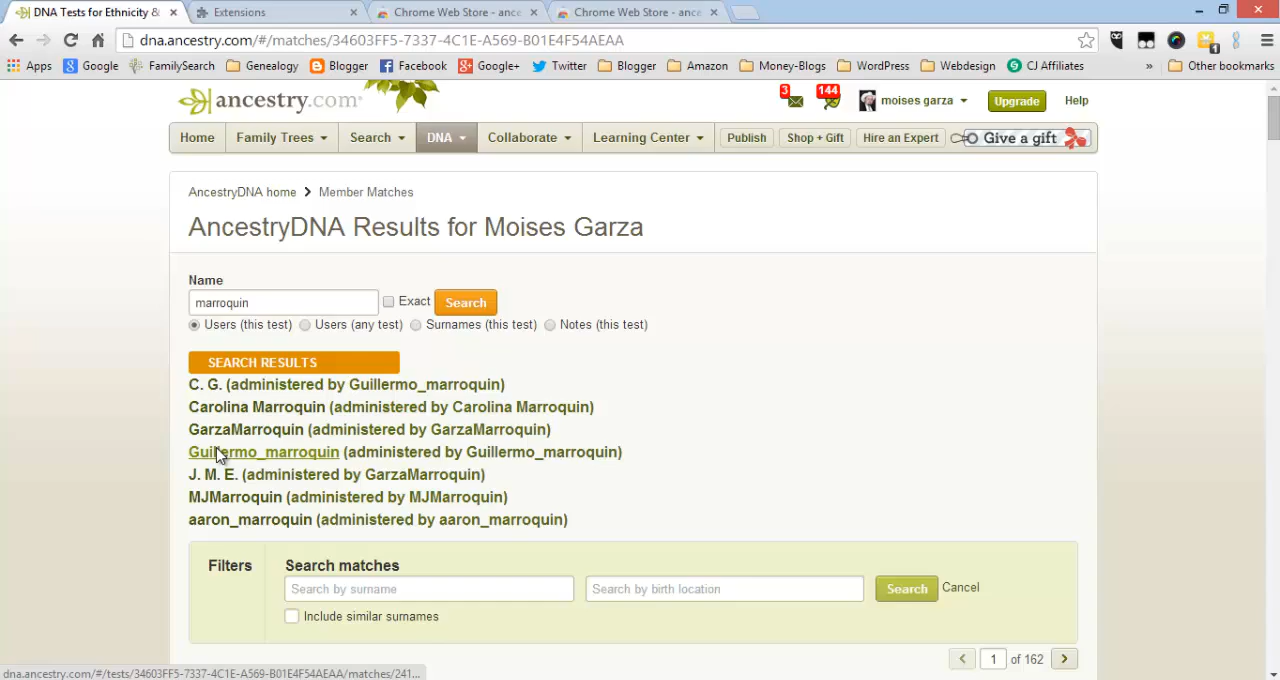 DNA Tests for Ethnicity & × Extensions × Chrome Web Store - ance × Chrome Web Store - ance ×
dna.ancestry.com/#/matches/34603FF5-7337-4C1E-A569-B01E4F54AEAA
Apps Google FamilySearch Genealogy Blogger Facebook Google+ Twitter Blogger Amazon Money-Blogs WordPress Webdesign CJ Affiliates » Other bookmarks
ancestry.com 3 144 moises garza Upgrade Help
Home Family Trees Search DNA Collaborate Learning Center Publish Shop + Gift Hire an Expert Give a gift
AncestryDNA home > Member Matches
AncestryDNA Results for Moises Garza
Name
marroquin Exact Search
Users (this test) Users (any test) Surnames (this test) Notes (this test)
SEARCH RESULTS
C. G. (administered by Guillermo_marroquin)
Carolina Marroquin (administered by Carolina Marroquin)
GarzaMarroquin (administered by GarzaMarroquin)
Guillermo_marroquin (administered by Guillermo_marroquin)
J. M. E. (administered by GarzaMarroquin)
MJMarroquin (administered by MJMarroquin)
aaron_marroquin (administered by aaron_marroquin)
Filters Search matches
Search by surname Search by birth location Search Cancel
Include similar surnames
< 1 of 162 >
dna.ancestry.com/#/tests/34603FF5-7337-4C1E-A569-B01E4F54AEAA/matches/241...